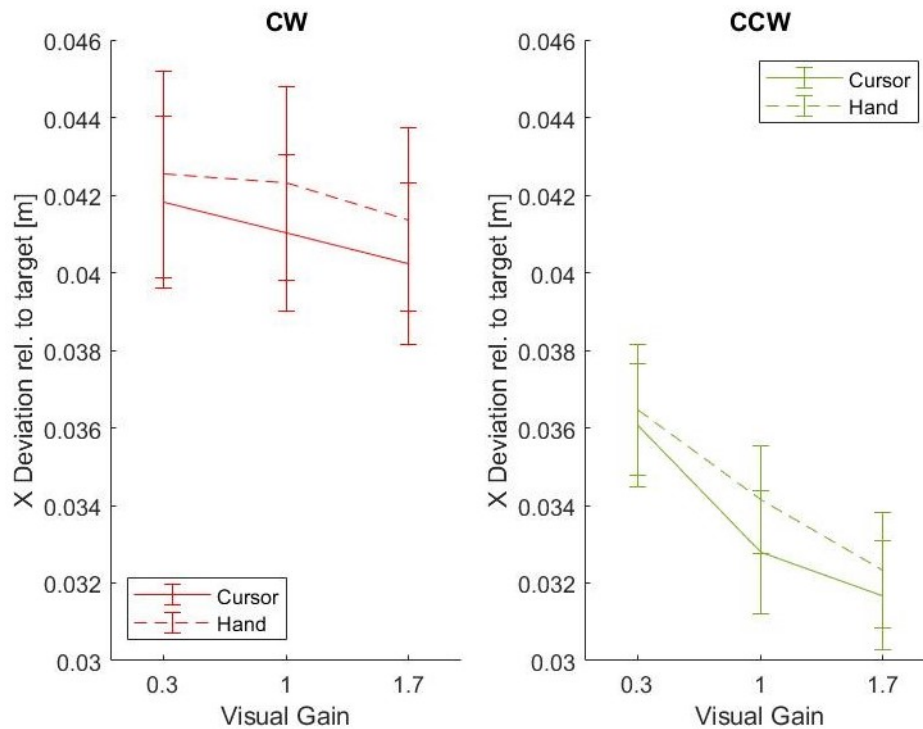 CW
0.046
0.044
0.042
0.04
0.038
0.036
0.034
0.032
0.03
X Deviation rel. to target [m]
Cursor
Hand
0.3
1
1.7
Visual Gain
CCW
0.046
0.044
0.042
0.04
0.038
0.036
0.034
0.032
0.03
X Deviation rel. to target [m]
Cursor
Hand
0.3
1
1.7
Visual Gain